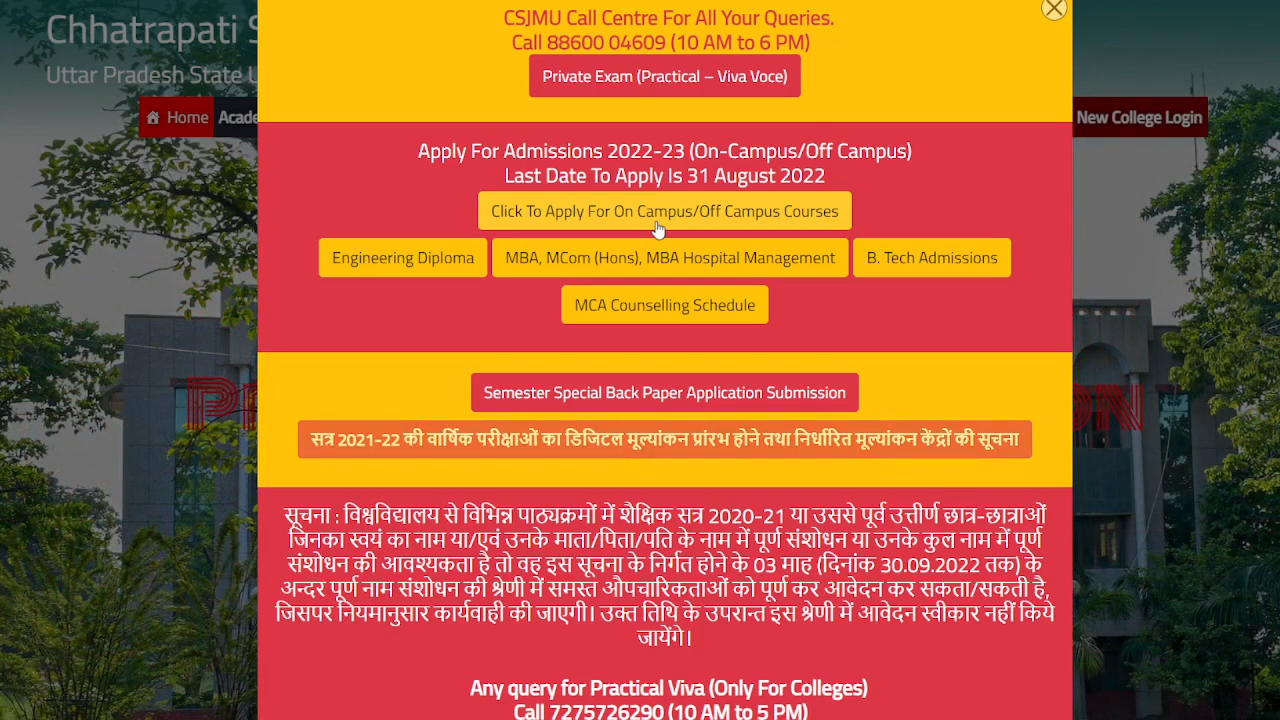 Chhatrapati S
Uttar Pradesh State U
Home
Acade
New College Login
CSJMU Call Centre For All Your Queries.
Call 88600 04609 (10 AM to 6 PM)
Private Exam (Practical – Viva Voce)
Apply For Admissions 2022-23 (On-Campus/Off Campus)
Last Date To Apply Is 31 August 2022
Click To Apply For On Campus/Off Campus Courses
Engineering Diploma
MBA, MCom (Hons), MBA Hospital Management
B. Tech Admissions
MCA Counselling Schedule
Semester Special Back Paper Application Submission
सत्र 2021-22 की वार्षिक परीक्षाओं का डिजिटल मूल्यांकन प्रांरभ होने तथा निर्धारित मूल्यांकन केंद्रों की सूचना
सूचना : विश्वविद्यालय से विभिन्न पाठ्यक्रमों में शैक्षिक सत्र 2020-21 या उससे पूर्व उत्तीर्ण छात्र-छात्राओं
जिनका स्वयं का नाम या/एवं उनके माता/पिता/पति के नाम में पूर्ण संशोधन या उनके कुल नाम में पूर्ण
संशोधन की आवश्यकता है तो वह इस सूचना के निर्गत होने के 03 माह (दिनांक 30.09.2022 तक) के
अन्दर पूर्ण नाम संशोधन की श्रेणी में समस्त औपचारिकताओं को पूर्ण कर आवेदन कर सकता/सकती है,
जिसपर नियमानुसार कार्यवाही की जाएगी। उक्त तिथि के उपरान्त इस श्रेणी में आवेदन स्वीकार नहीं किये
जायेंगे।
Any query for Practical Viva (Only For Colleges)
Call 7275726290 (10 AM to 5 PM)